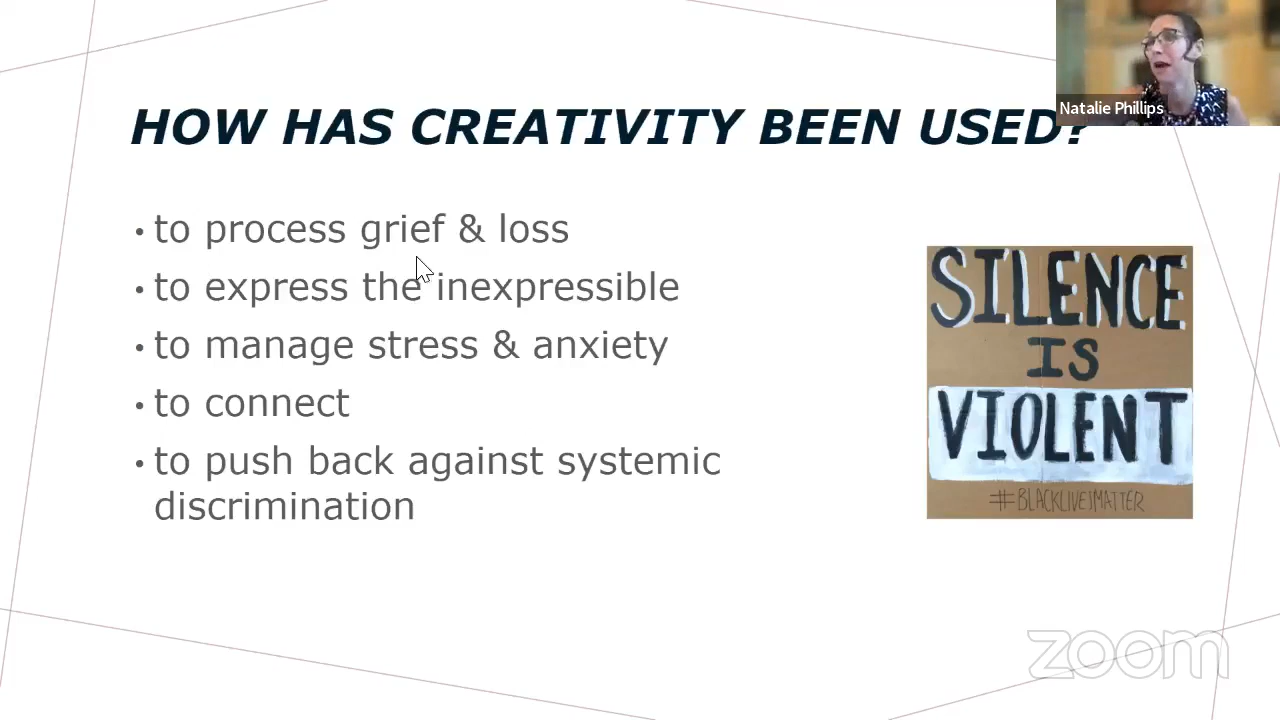 Natalie Phillips
HOW HAS CREATIVITY BEEN USED?
• to process grief & loss
• to express the inexpressible
• to manage stress & anxiety
• to connect
• to push back against systemic
discrimination
SILENCE
IS
VIOLENT
#BLACKLIVESMATTER
zoom